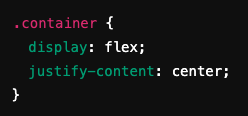 .container {
  display: flex;
  justify-content: center;
}